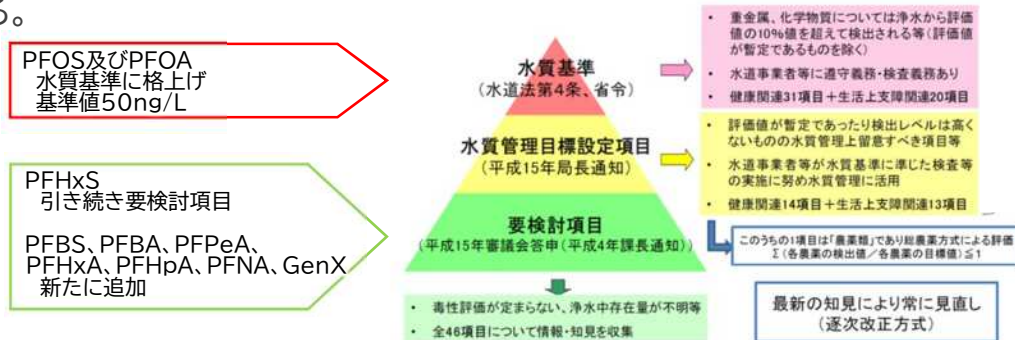 る。
PFOS及びPFOA
水質基準に格上げ
基準値50ng/L
PFHxS
引き続き要検討項目
PFBS、PFBA、PFPeA、
PFHxA、PFHpA、PFNA、GenX
新たに追加
水質基準
(水道法第4条、省令)
水質管理目標設定項目
(平成15年局長通知)
要検討項目
(平成15年審議会答申(平成4年課長通知))
・ 重金属、化学物質については浄水から評価
値の10%値を超えて検出される等(評価値
が暫定であるものを除く)
・ 水道事業者等に遵守義務・検査義務あり
・ 健康関連31項目+生活上支障関連20項目
・ 評価値が暫定であったり検出レベルは高く
ないものの水質管理上留意すべき項目等
・ 水道事業者等が水質基準に準じた検査等
の実施に努め水質管理に活用
・ 健康関連14項目+生活上支障関連13項目
このうちの1項目は「農薬類」であり総農薬方式による評価
Σ(各農薬の検出値/各農薬の目標値)≦1
・ 毒性評価が定まらない、浄水中存在量が不明等
・ 全46項目について情報・知見を収集
最新の知見により常に見直し
(逐次改正方式)